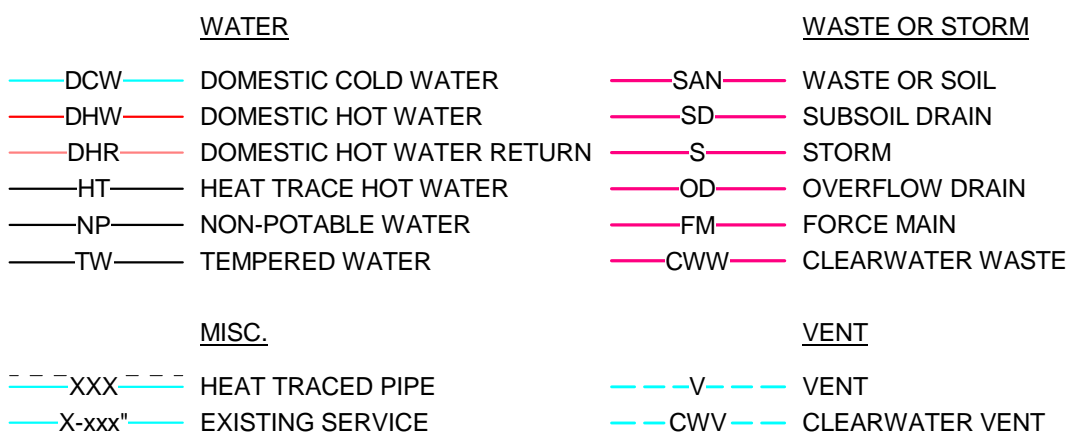 WATER
DCW DOMESTIC COLD WATER
DHW DOMESTIC HOT WATER
DHR DOMESTIC HOT WATER RETURN
HT HEAT TRACE HOT WATER
NP NON-POTABLE WATER
TW TEMPERED WATER
MISC.
XXX HEAT TRACED PIPE
X-xxx" EXISTING SERVICE
WASTE OR STORM
SAN WASTE OR SOIL
SD SUBSOIL DRAIN
S STORM
OD OVERFLOW DRAIN
FM FORCE MAIN
CWW CLEARWATER WASTE
VENT
V VENT
CWV CLEARWATER VENT